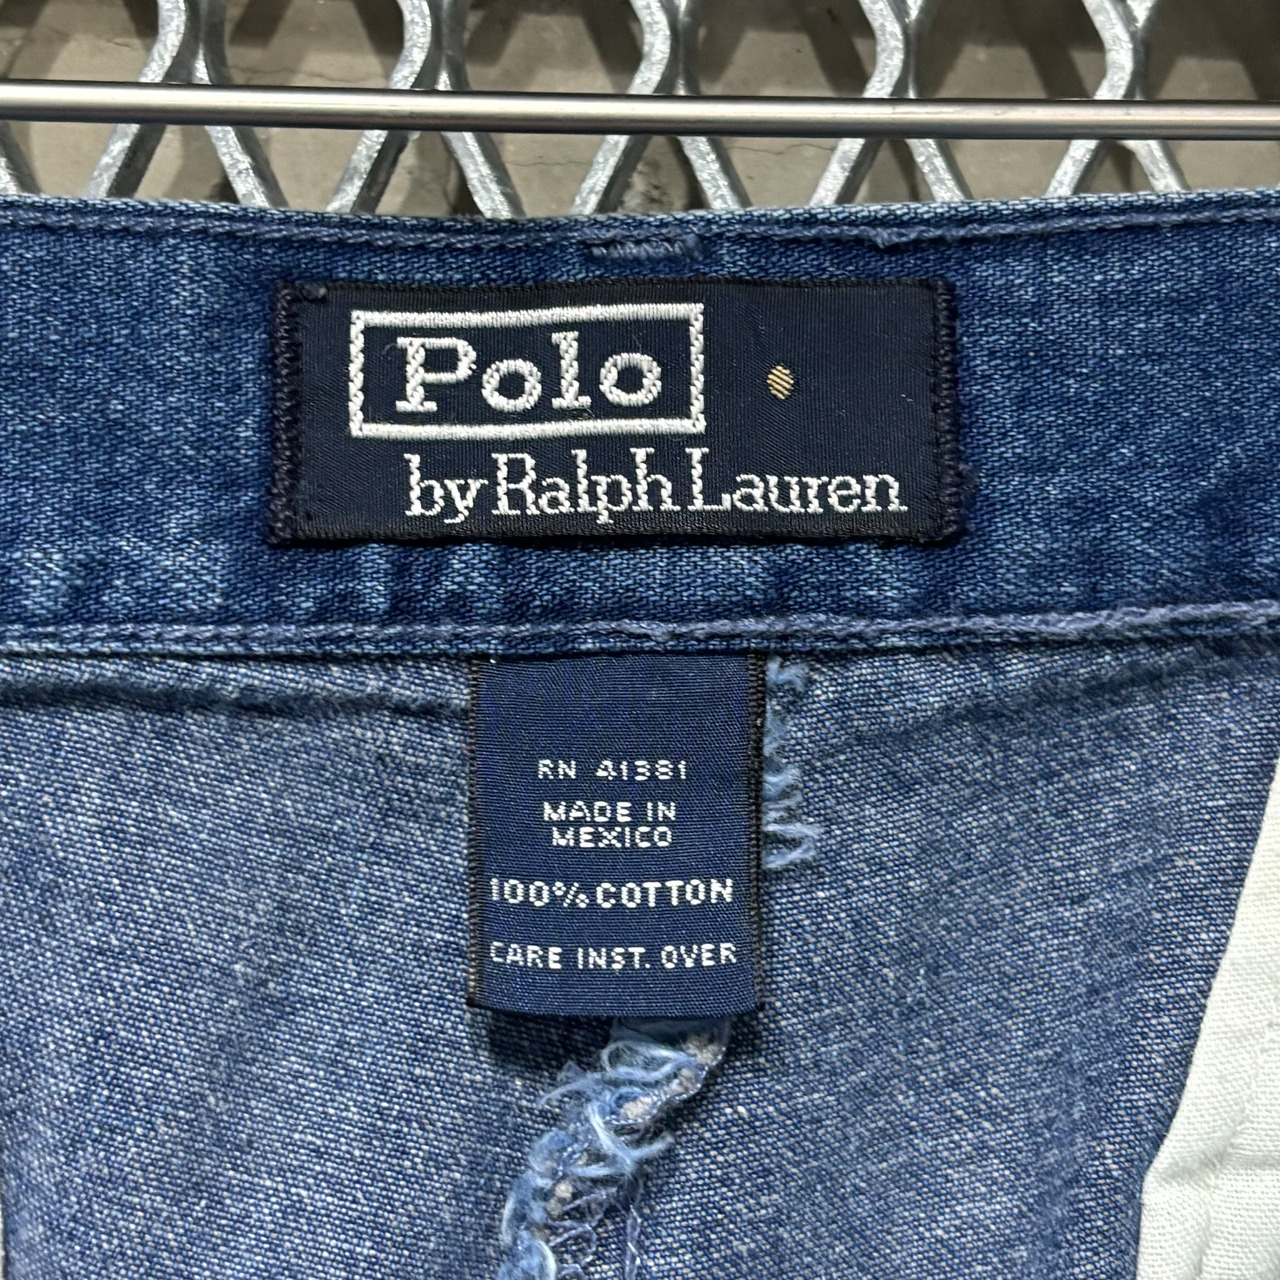 Polo
by Ralph Lauren
RN 41381
MADE IN
MEXICO
100% COTTON
CARE INST. OVER